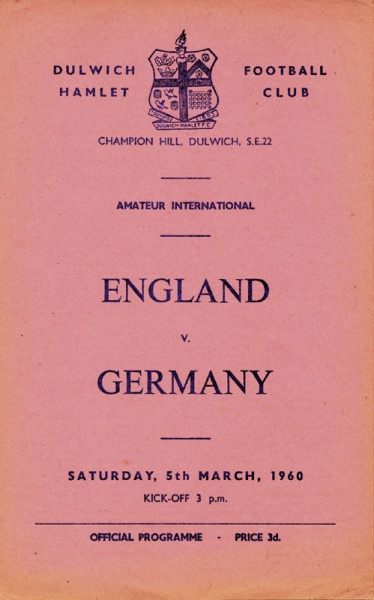 DULWICH FOOTBALL
HAMLET CLUB
DULWICH HAMLET F.C.
CHAMPION HILL, DULWICH, S.E.22
AMATEUR INTERNATIONAL
ENGLAND
v.
GERMANY
SATURDAY, 5th MARCH, 1960
KICK-OFF 3 p.m.
OFFICIAL PROGRAMME - PRICE 3d.